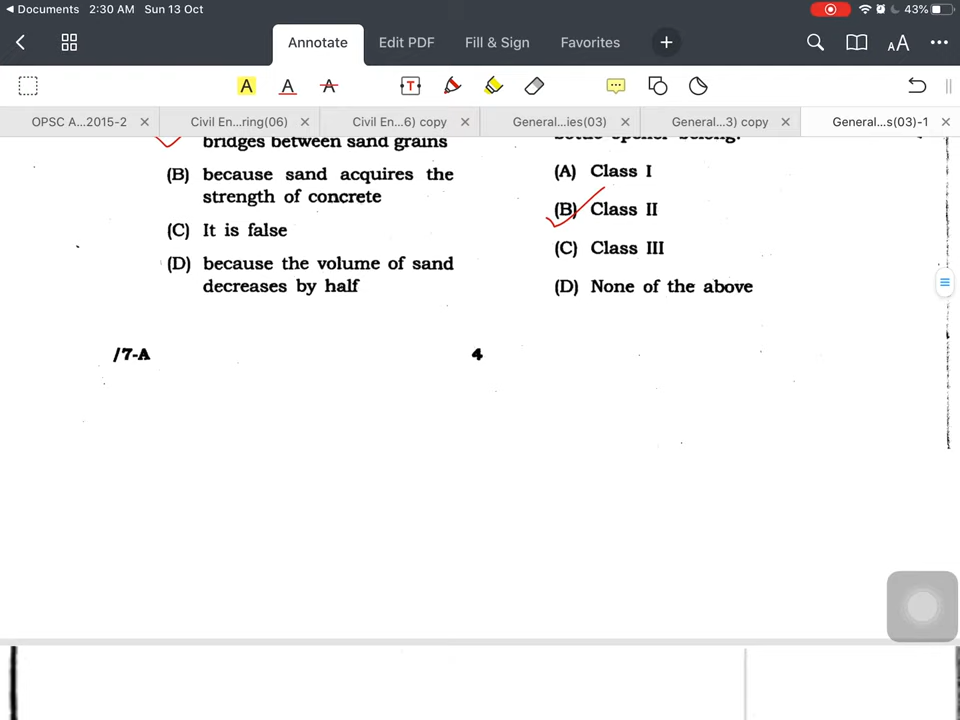 Documents 2:30 AM Sun 13 Oct 43%
Annotate Edit PDF Fill & Sign Favorites
OPSC A...2015-2 Civil En...ring(06) Civil En...6) copy General...ies(03) General...3) copy General...s(03)-1
bridges between sand grains
(B) because sand acquires the
strength of concrete
(C) It is false
(D) because the volume of sand
decreases by half
opener belong?
(A) Class I
(B) Class II
(C) Class III
(D) None of the above
/7-A
4